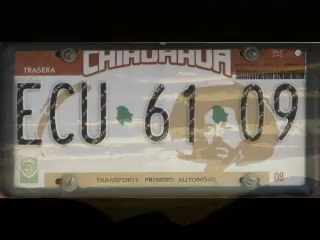 TRASERA
CHIHUAHUA
ECU 61 09
TRANSPORTE PRIVADO AUTOMOVIL
08